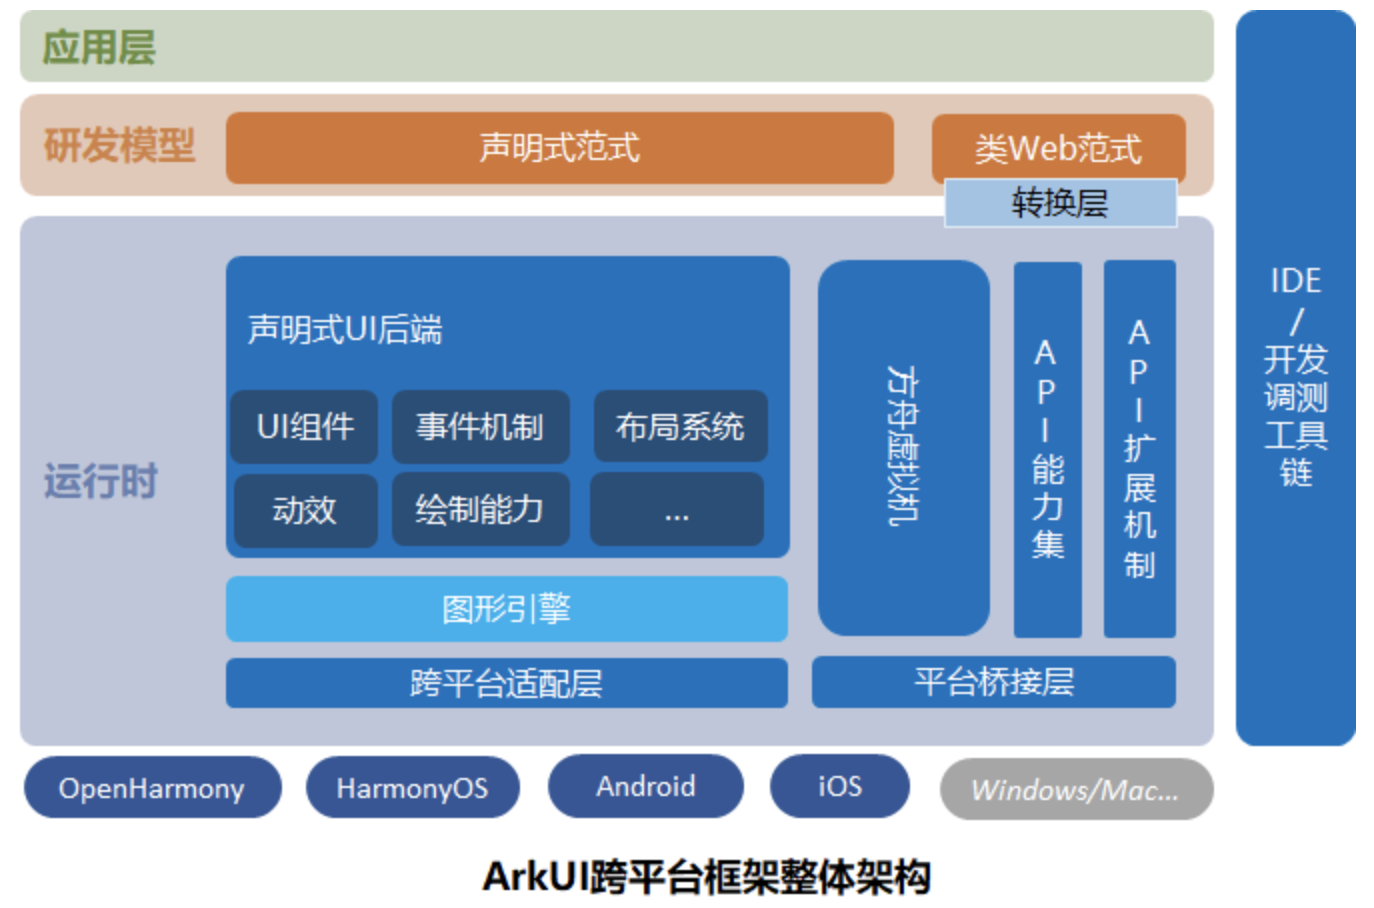 应用层
研发模型
声明式范式
类Web范式
转换层
运行时
声明式UI后端
UI组件
事件机制
布局系统
动效
绘制能力
...
图形引擎
跨平台适配层
方舟虚拟机
API能力集
API扩展机制
平台桥接层
IDE
/
开发
调测
工具
链
OpenHarmony
HarmonyOS
Android
iOS
Windows/Mac...
ArkUI跨平台框架整体架构